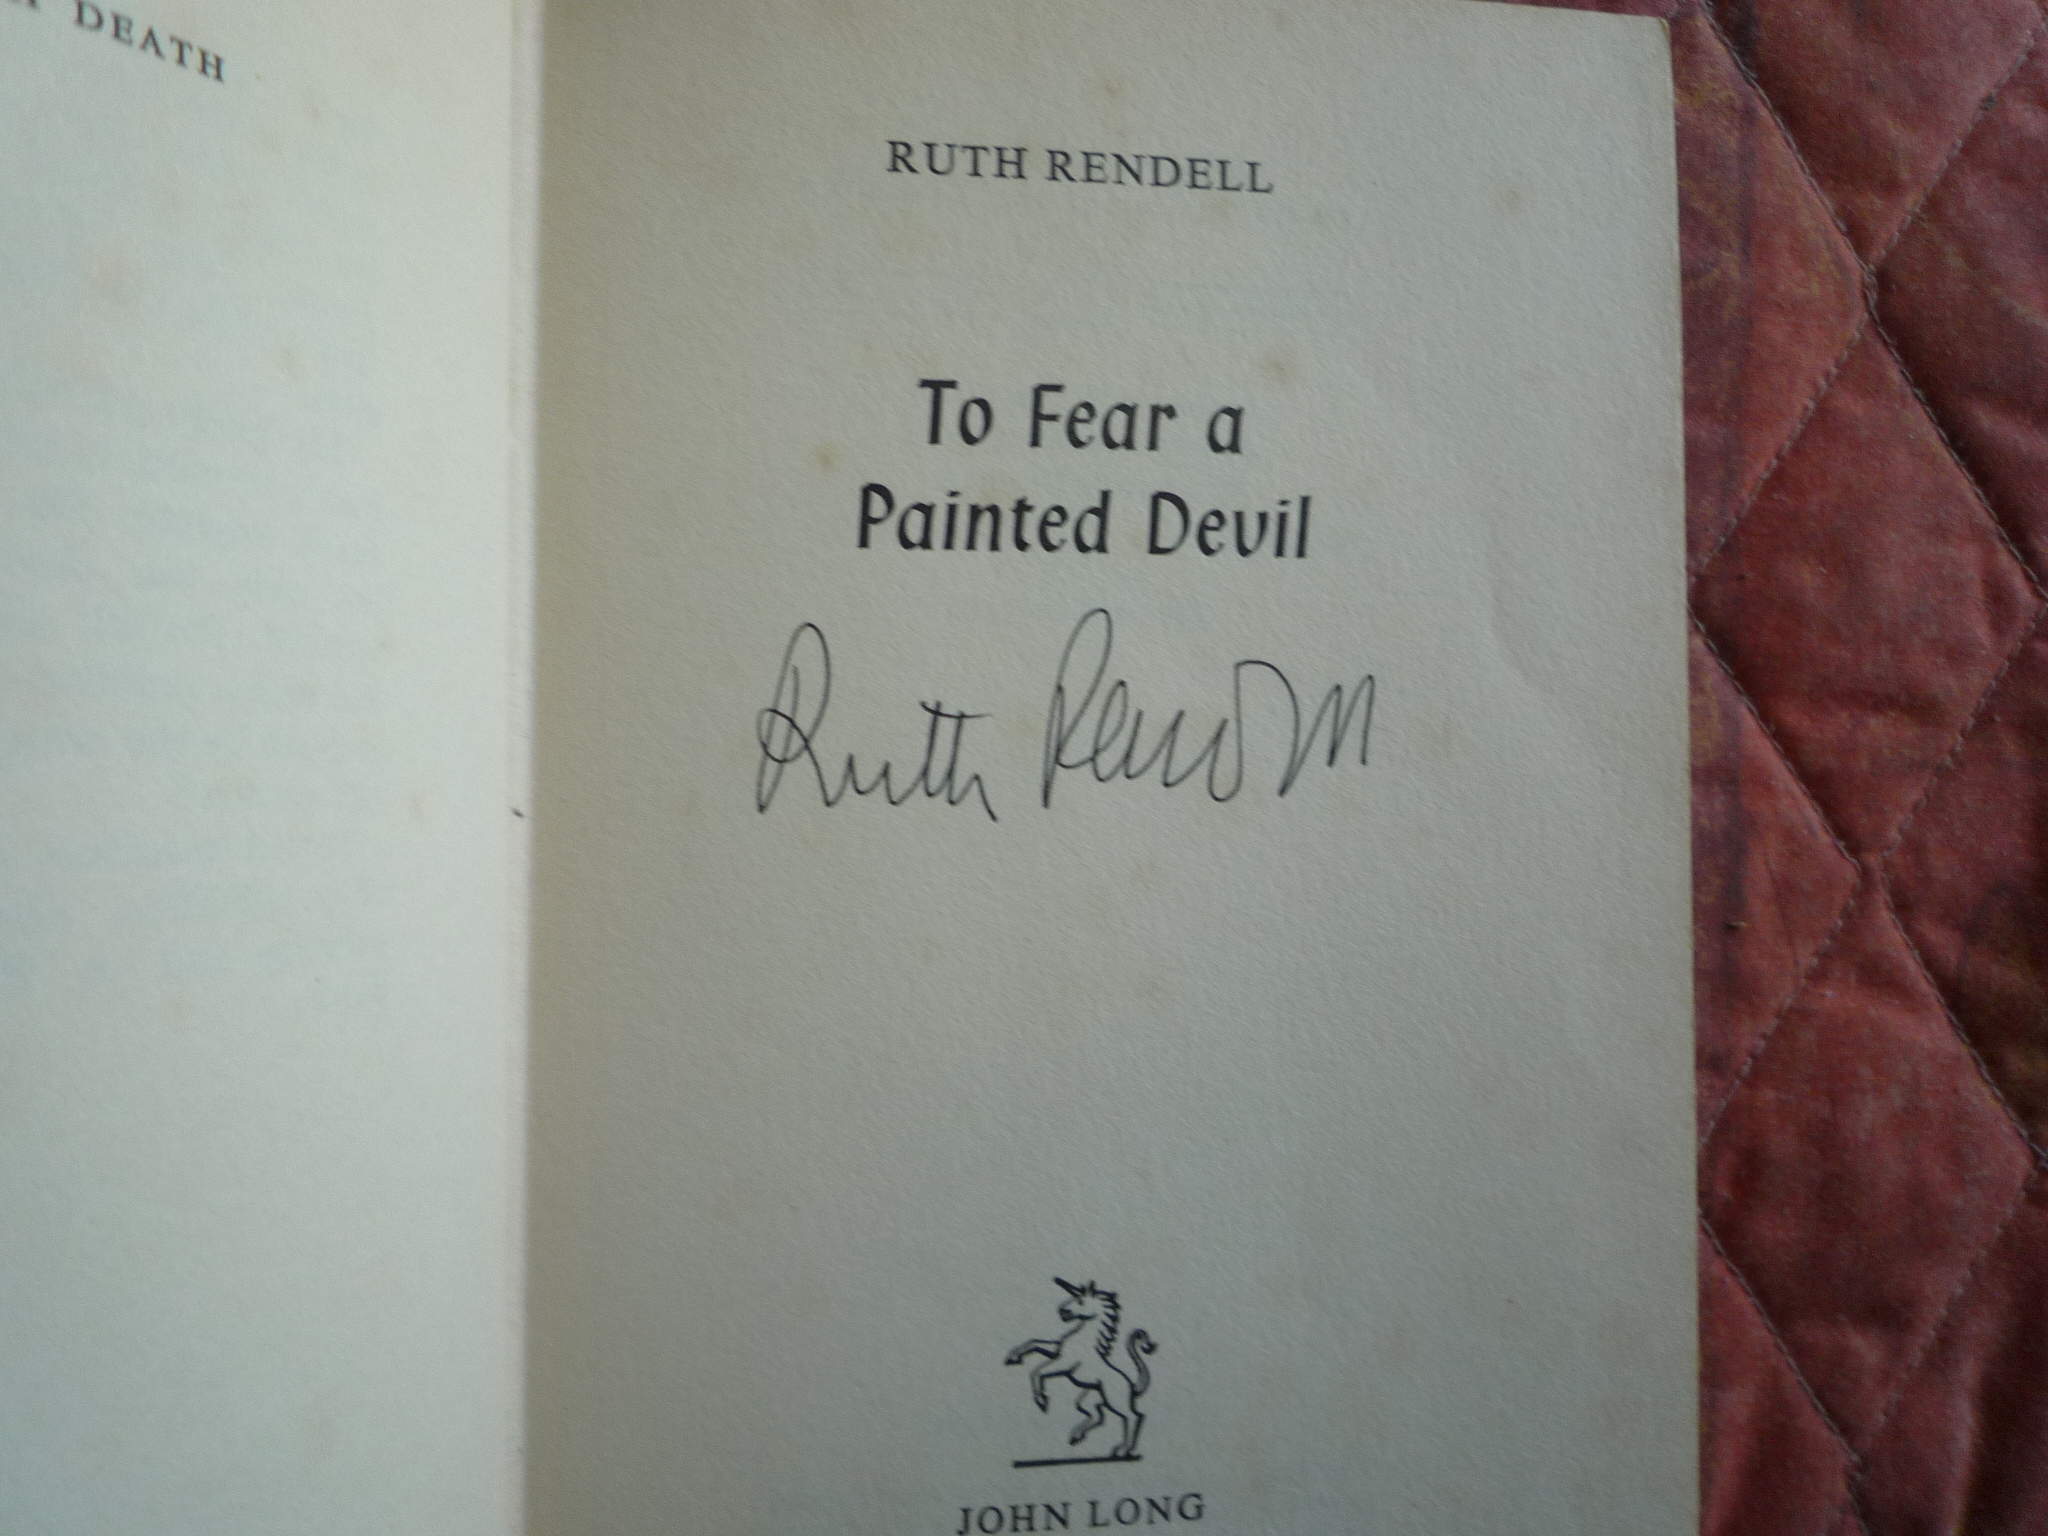 DEATH
RUTH RENDELL
To Fear a
Painted Devil
Ruth Rendell
JOHN LONG